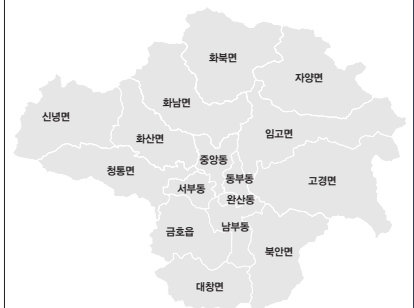 화북면
자양면
화남면
신녕면
임고면
화산면
중앙동
청통면
동부동
고경면
서부동
완산동
남부동
금호읍
북안면
대창면